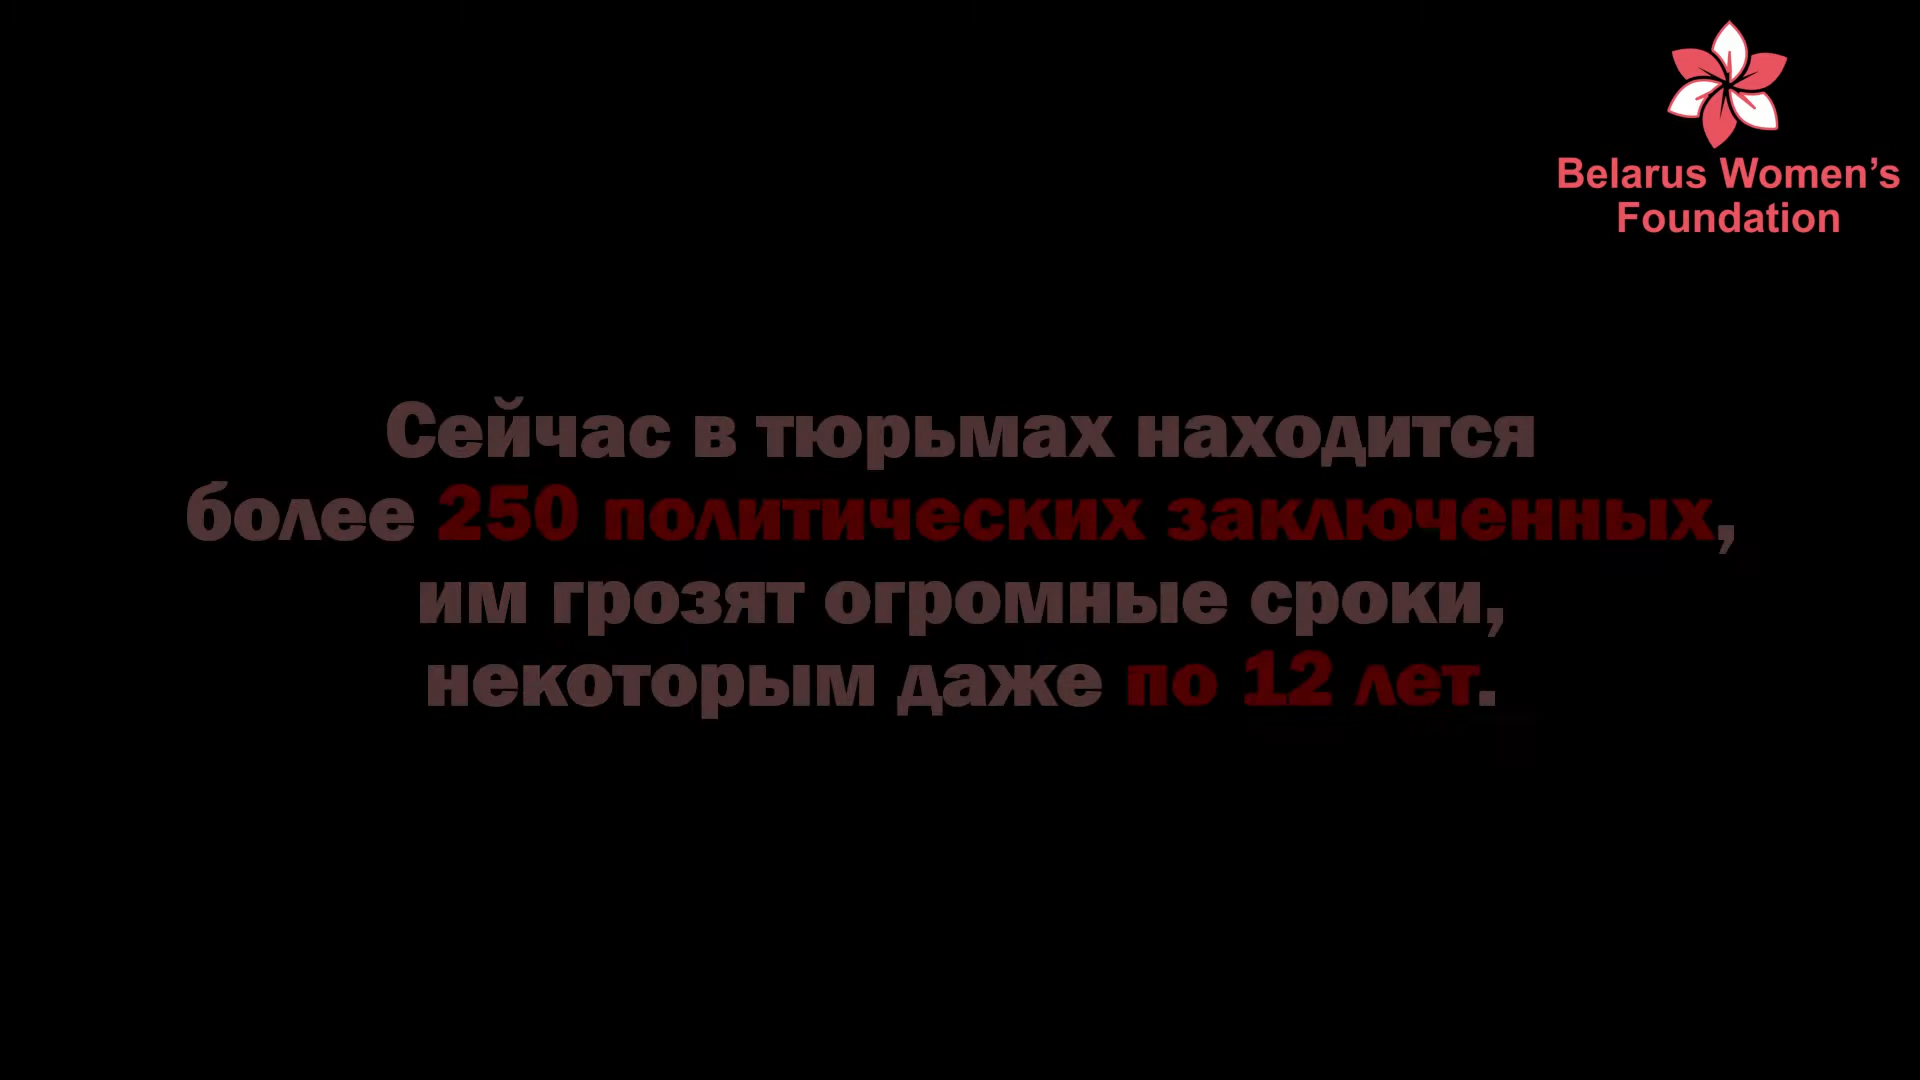 Belarus Women’s
Foundation
Сейчас в тюрьмах находится
более 250 политических заключенных,
им грозят огромные сроки,
некоторым даже по 12 лет.